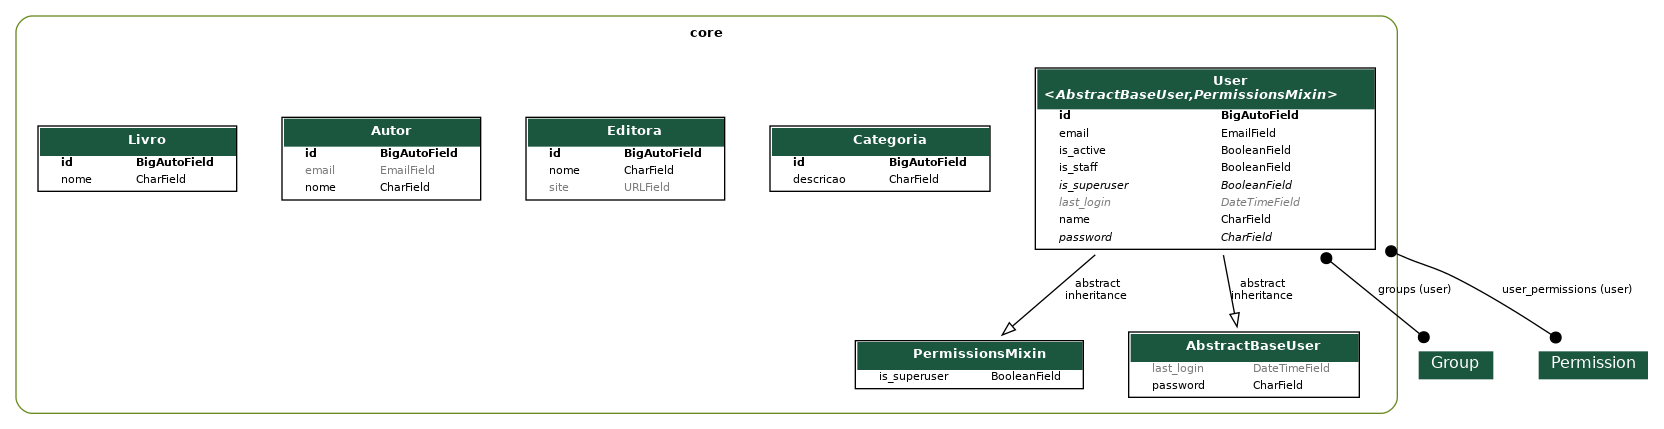 core
Livro
id BigAutoField
nome CharField
Autor
id BigAutoField
email EmailField
nome CharField
Editora
id BigAutoField
nome CharField
site URLField
Categoria
id BigAutoField
descricao CharField
User
<AbstractBaseUser,PermissionsMixin>
id BigAutoField
email EmailField
is_active BooleanField
is_staff BooleanField
is_superuser BooleanField
last_login DateTimeField
name CharField
password CharField
abstract
inheritance
abstract
inheritance
groups (user)
user_permissions (user)
PermissionsMixin
is_superuser BooleanField
AbstractBaseUser
last_login DateTimeField
password CharField
Group
Permission